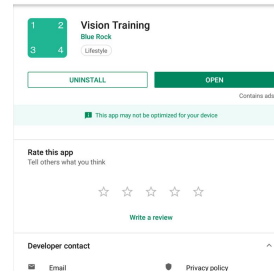 1 2
Vision Training
Blue Rock
3 4
Lifestyle
UNINSTALL OPEN
Contains ads
This app may not be optimized for your device
Rate this app
Tell others what you think
Write a review
Developer contact
Email Privacy policy